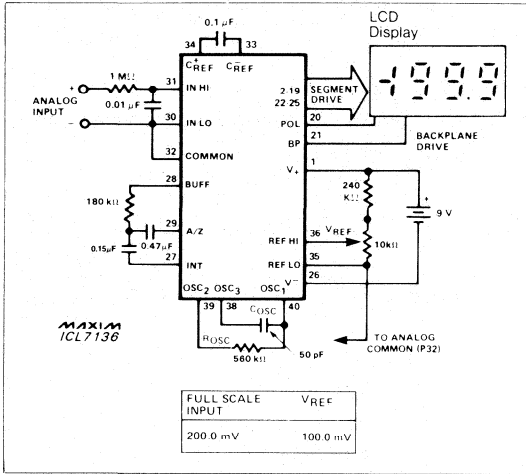 LCD
Display
0.1 μF
34 33
C+REF C-REF
1 MΩ
31 IN HI
+
ANALOG
INPUT
-
0.01 μF
30 IN LO
32 COMMON
28 BUFF
180 kΩ
29 A/Z
0.47μF
0.15μF
27 INT
2.19
22.25
SEGMENT
DRIVE
20
POL
21
BP
BACKPLANE
DRIVE
1
V+
240
KΩ
+
9 V
36 VREF
REF HI
10kΩ
35
REF LO
26
V-
OSC2 OSC3 OSC1
39 38 40
COSC
ROSC
560 kΩ
50 pF
TO ANALOG
COMMON (P32)
-199.9
MAXIM
ICL7136
FULL SCALE
INPUT
VREF
200.0 mV 100.0 mV